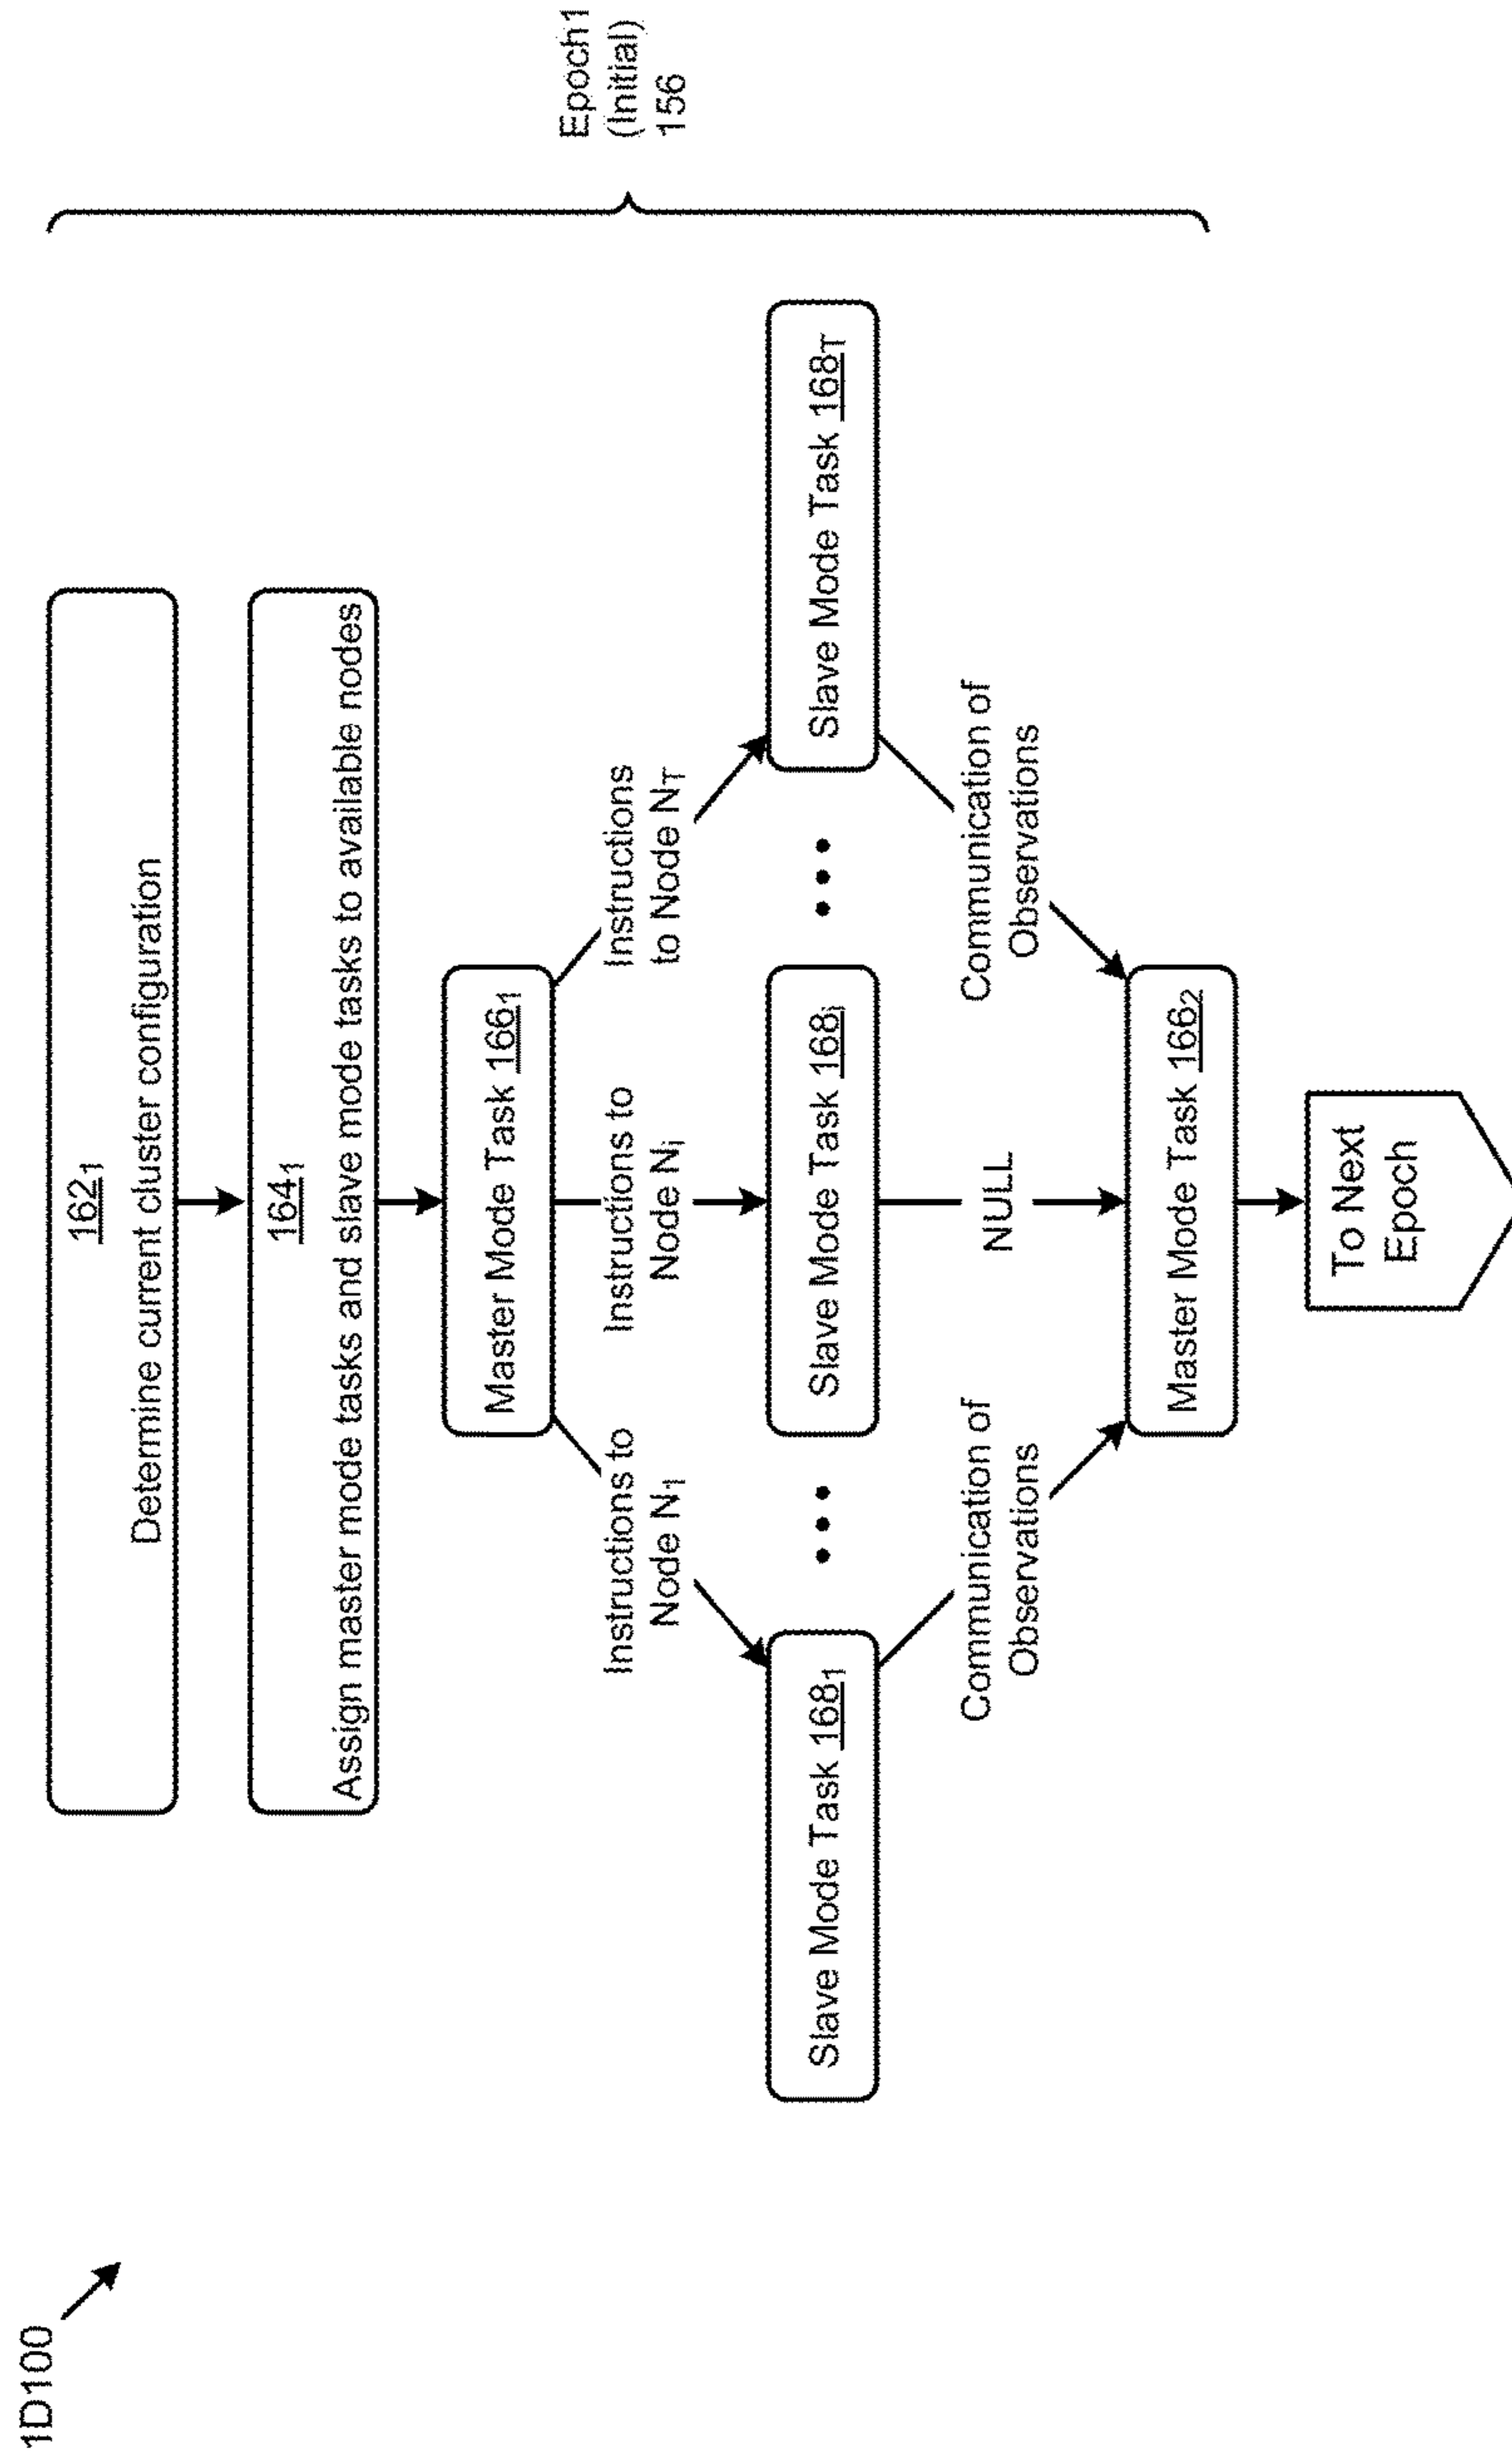 1D100
162₁
Determine current cluster configuration
164₁
Assign master mode tasks and slave mode tasks to available nodes
Master Mode Task 166₁
Instructions to
Node N₁
Instructions to
Node Nᵢ
Instructions
to Node N_T
Slave Mode Task 168₁
• • •
Slave Mode Task 168ᵢ
• • •
Slave Mode Task 168_T
Communication of
Observations
NULL
Communication of
Observations
Master Mode Task 166₂
To Next
Epoch
Epoch1
(Initial)
156